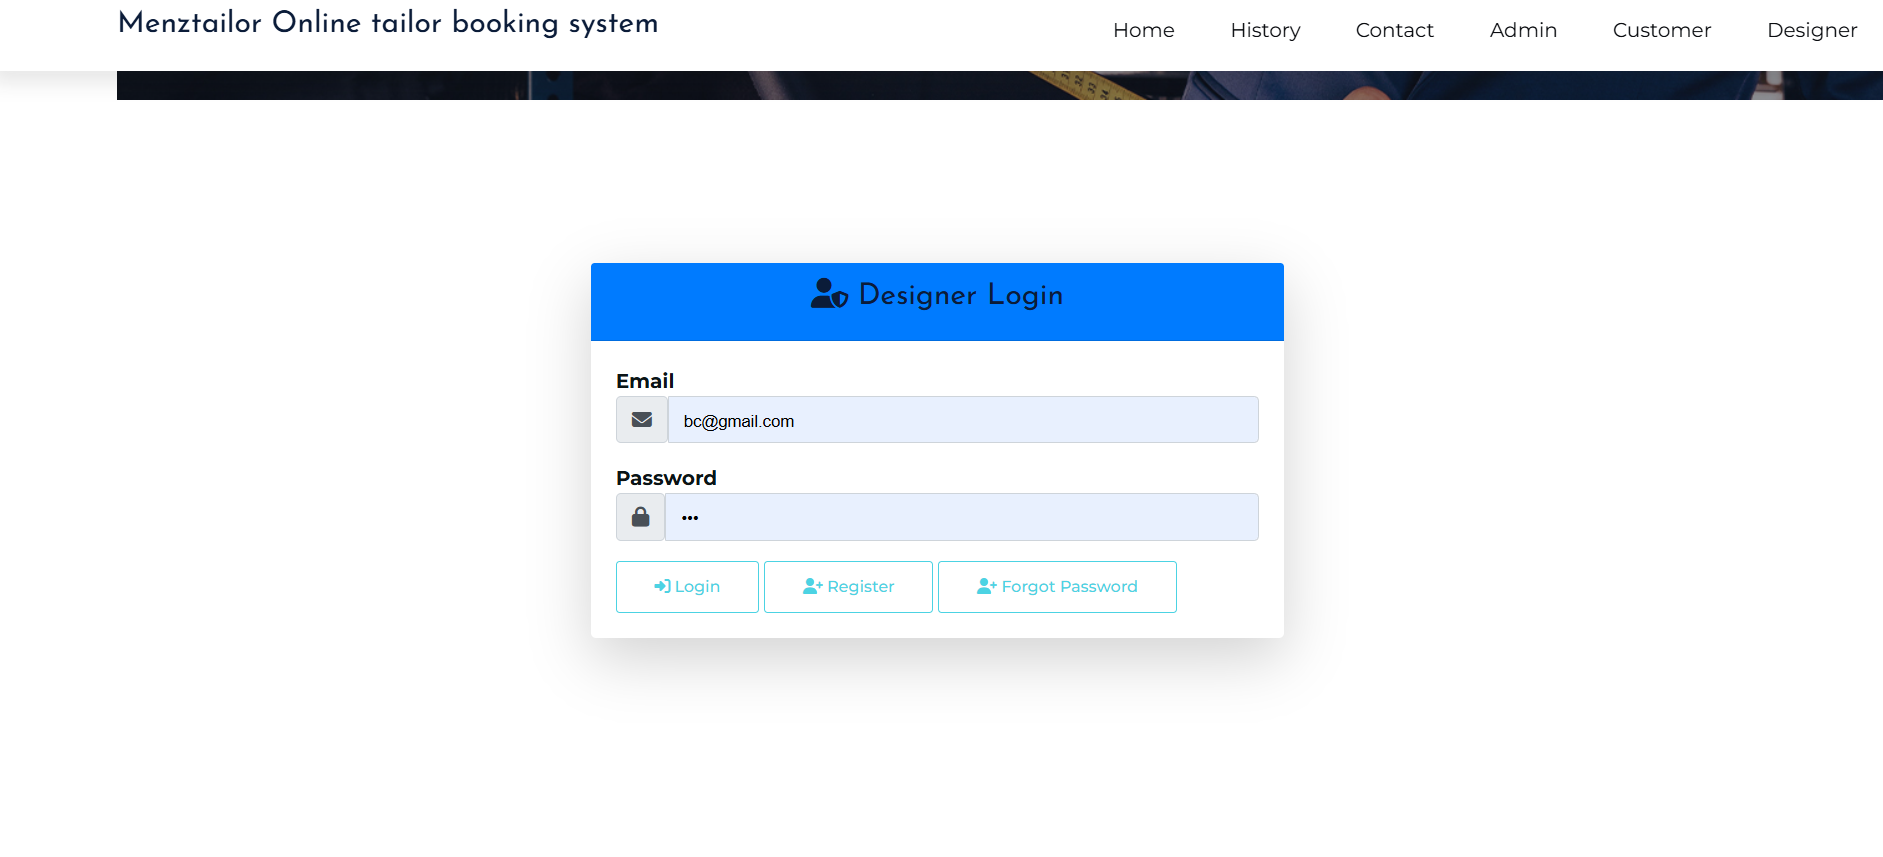 Menztailor Online tailor booking system
Home History Contact Admin Customer Designer
Designer Login
Email
bc@gmail.com
Password
•••
Login Register Forgot Password